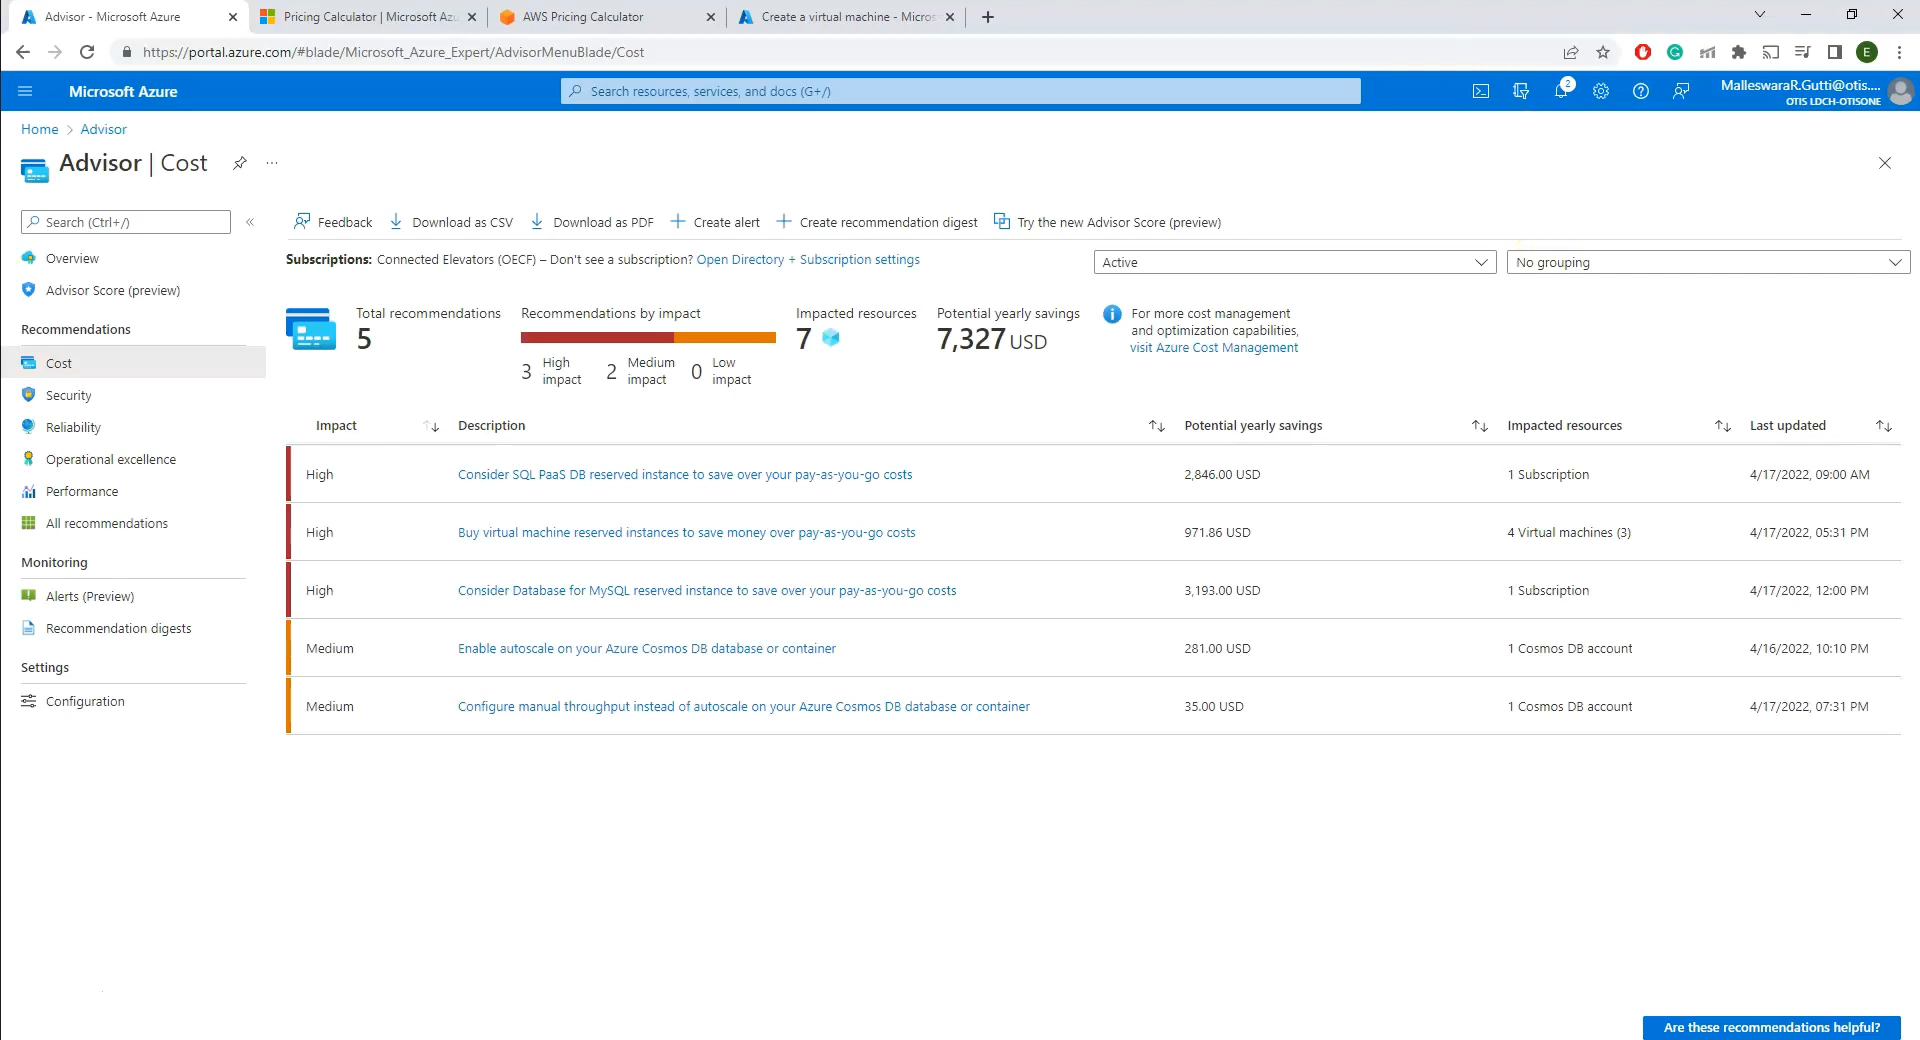 Advisor - Microsoft Azure
Pricing Calculator | Microsoft Azu
AWS Pricing Calculator
Create a virtual machine - Micros
https://portal.azure.com/#blade/Microsoft_Azure_Expert/AdvisorMenuBlade/Cost
E
Microsoft Azure
Search resources, services, and docs (G+/)
2
MalleswaraR.Gutti@otis....
OTIS LDCH-OTISONE
Home > Advisor
Advisor | Cost
Search (Ctrl+/)
Overview
Advisor Score (preview)
Recommendations
Cost
Security
Reliability
Operational excellence
Performance
All recommendations
Monitoring
Alerts (Preview)
Recommendation digests
Settings
Configuration
Feedback
Download as CSV
Download as PDF
Create alert
Create recommendation digest
Try the new Advisor Score (preview)
Subscriptions: Connected Elevators (OECF) – Don't see a subscription? Open Directory + Subscription settings
Active
No grouping
Total recommendations
5
Recommendations by impact
3 High impact
2 Medium impact
0 Low impact
Impacted resources
7
Potential yearly savings
7,327 USD
For more cost management
and optimization capabilities,
visit Azure Cost Management
Impact Description Potential yearly savings Impacted resources Last updated
High Consider SQL PaaS DB reserved instance to save over your pay-as-you-go costs 2,846.00 USD 1 Subscription 4/17/2022, 09:00 AM
High Buy virtual machine reserved instances to save money over pay-as-you-go costs 971.86 USD 4 Virtual machines (3) 4/17/2022, 05:31 PM
High Consider Database for MySQL reserved instance to save over your pay-as-you-go costs 3,193.00 USD 1 Subscription 4/17/2022, 12:00 PM
Medium Enable autoscale on your Azure Cosmos DB database or container 281.00 USD 1 Cosmos DB account 4/16/2022, 10:10 PM
Medium Configure manual throughput instead of autoscale on your Azure Cosmos DB database or container 35.00 USD 1 Cosmos DB account 4/17/2022, 07:31 PM
Are these recommendations helpful?